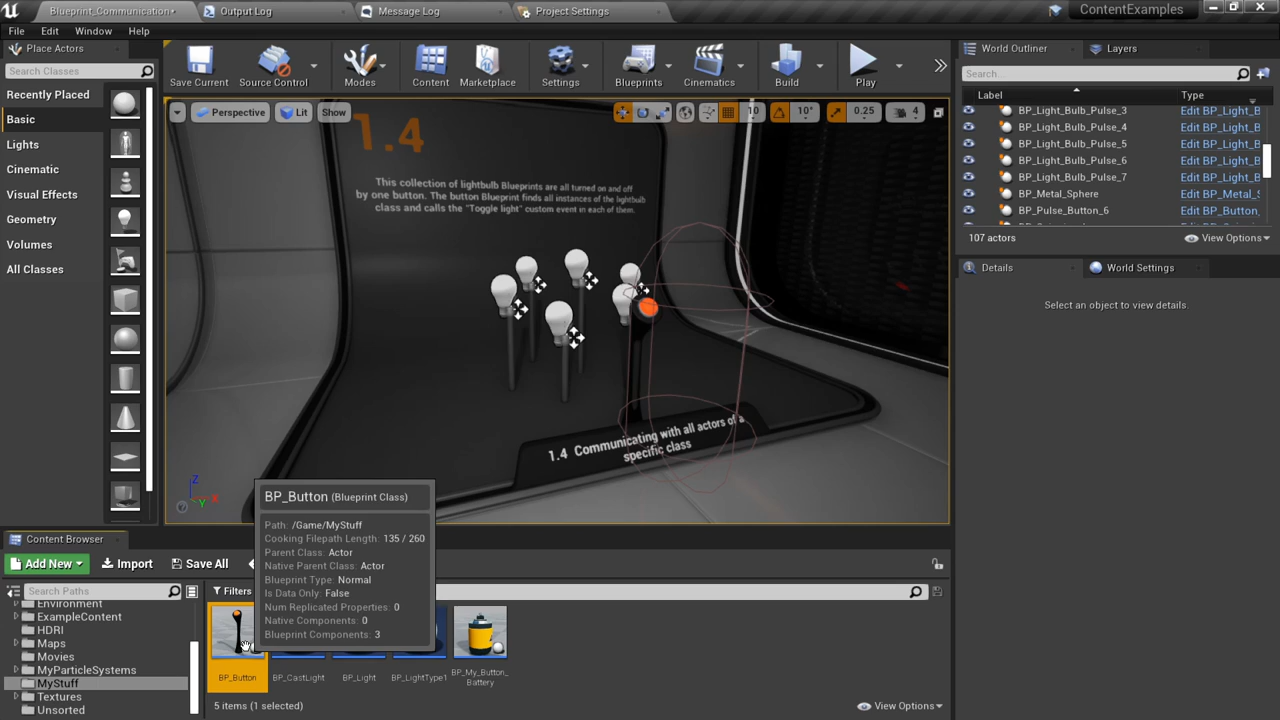 Blueprint_Communication•
Output Log
Message Log
Project Settings
ContentExamples
File Edit Window Help
Place Actors
Search Classes
Recently Placed
Basic
Lights
Cinematic
Visual Effects
Geometry
Volumes
All Classes
Save Current
Source Control
Modes
Content
Marketplace
Settings
Blueprints
Cinematics
Build
Play
Perspective
Lit
Show
10
10°
0.25
4
1.4
This collection of lightbulb Blueprints are all turned on and off
by one button. The button Blueprint finds all instances of the lightbulb
class and calls the "Toggle light" custom event in each of them.
1.4 Communicating with all actors of a
specific class
Z
X
Y
World Outliner
Layers
Search...
Label
Type
BP_Light_Bulb_Pulse_3 Edit BP_Light_B
BP_Light_Bulb_Pulse_4 Edit BP_Light_B
BP_Light_Bulb_Pulse_5 Edit BP_Light_B
BP_Light_Bulb_Pulse_6 Edit BP_Light_B
BP_Light_Bulb_Pulse_7 Edit BP_Light_B
BP_Metal_Sphere Edit BP_Metal_S
BP_Pulse_Button_6 Edit BP_Button_
107 actors
View Options
Details
World Settings
Select an object to view details.
Content Browser
Add New
Import
Save All
Search Paths
Filters
Environment
ExampleContent
HDRI
Maps
Movies
MyParticleSystems
MyStuff
Textures
Unsorted
BP_Button (Blueprint Class)
Path: /Game/MyStuff
Cooking Filepath Length: 135 / 260
Parent Class: Actor
Native Parent Class: Actor
Blueprint Type: Normal
Is Data Only: False
Num Replicated Properties: 0
Native Components: 0
Blueprint Components: 3
BP_Button
BP_CastLight
BP_Light
BP_LightType1
BP_My_Button_
Battery
5 items (1 selected)
View Options